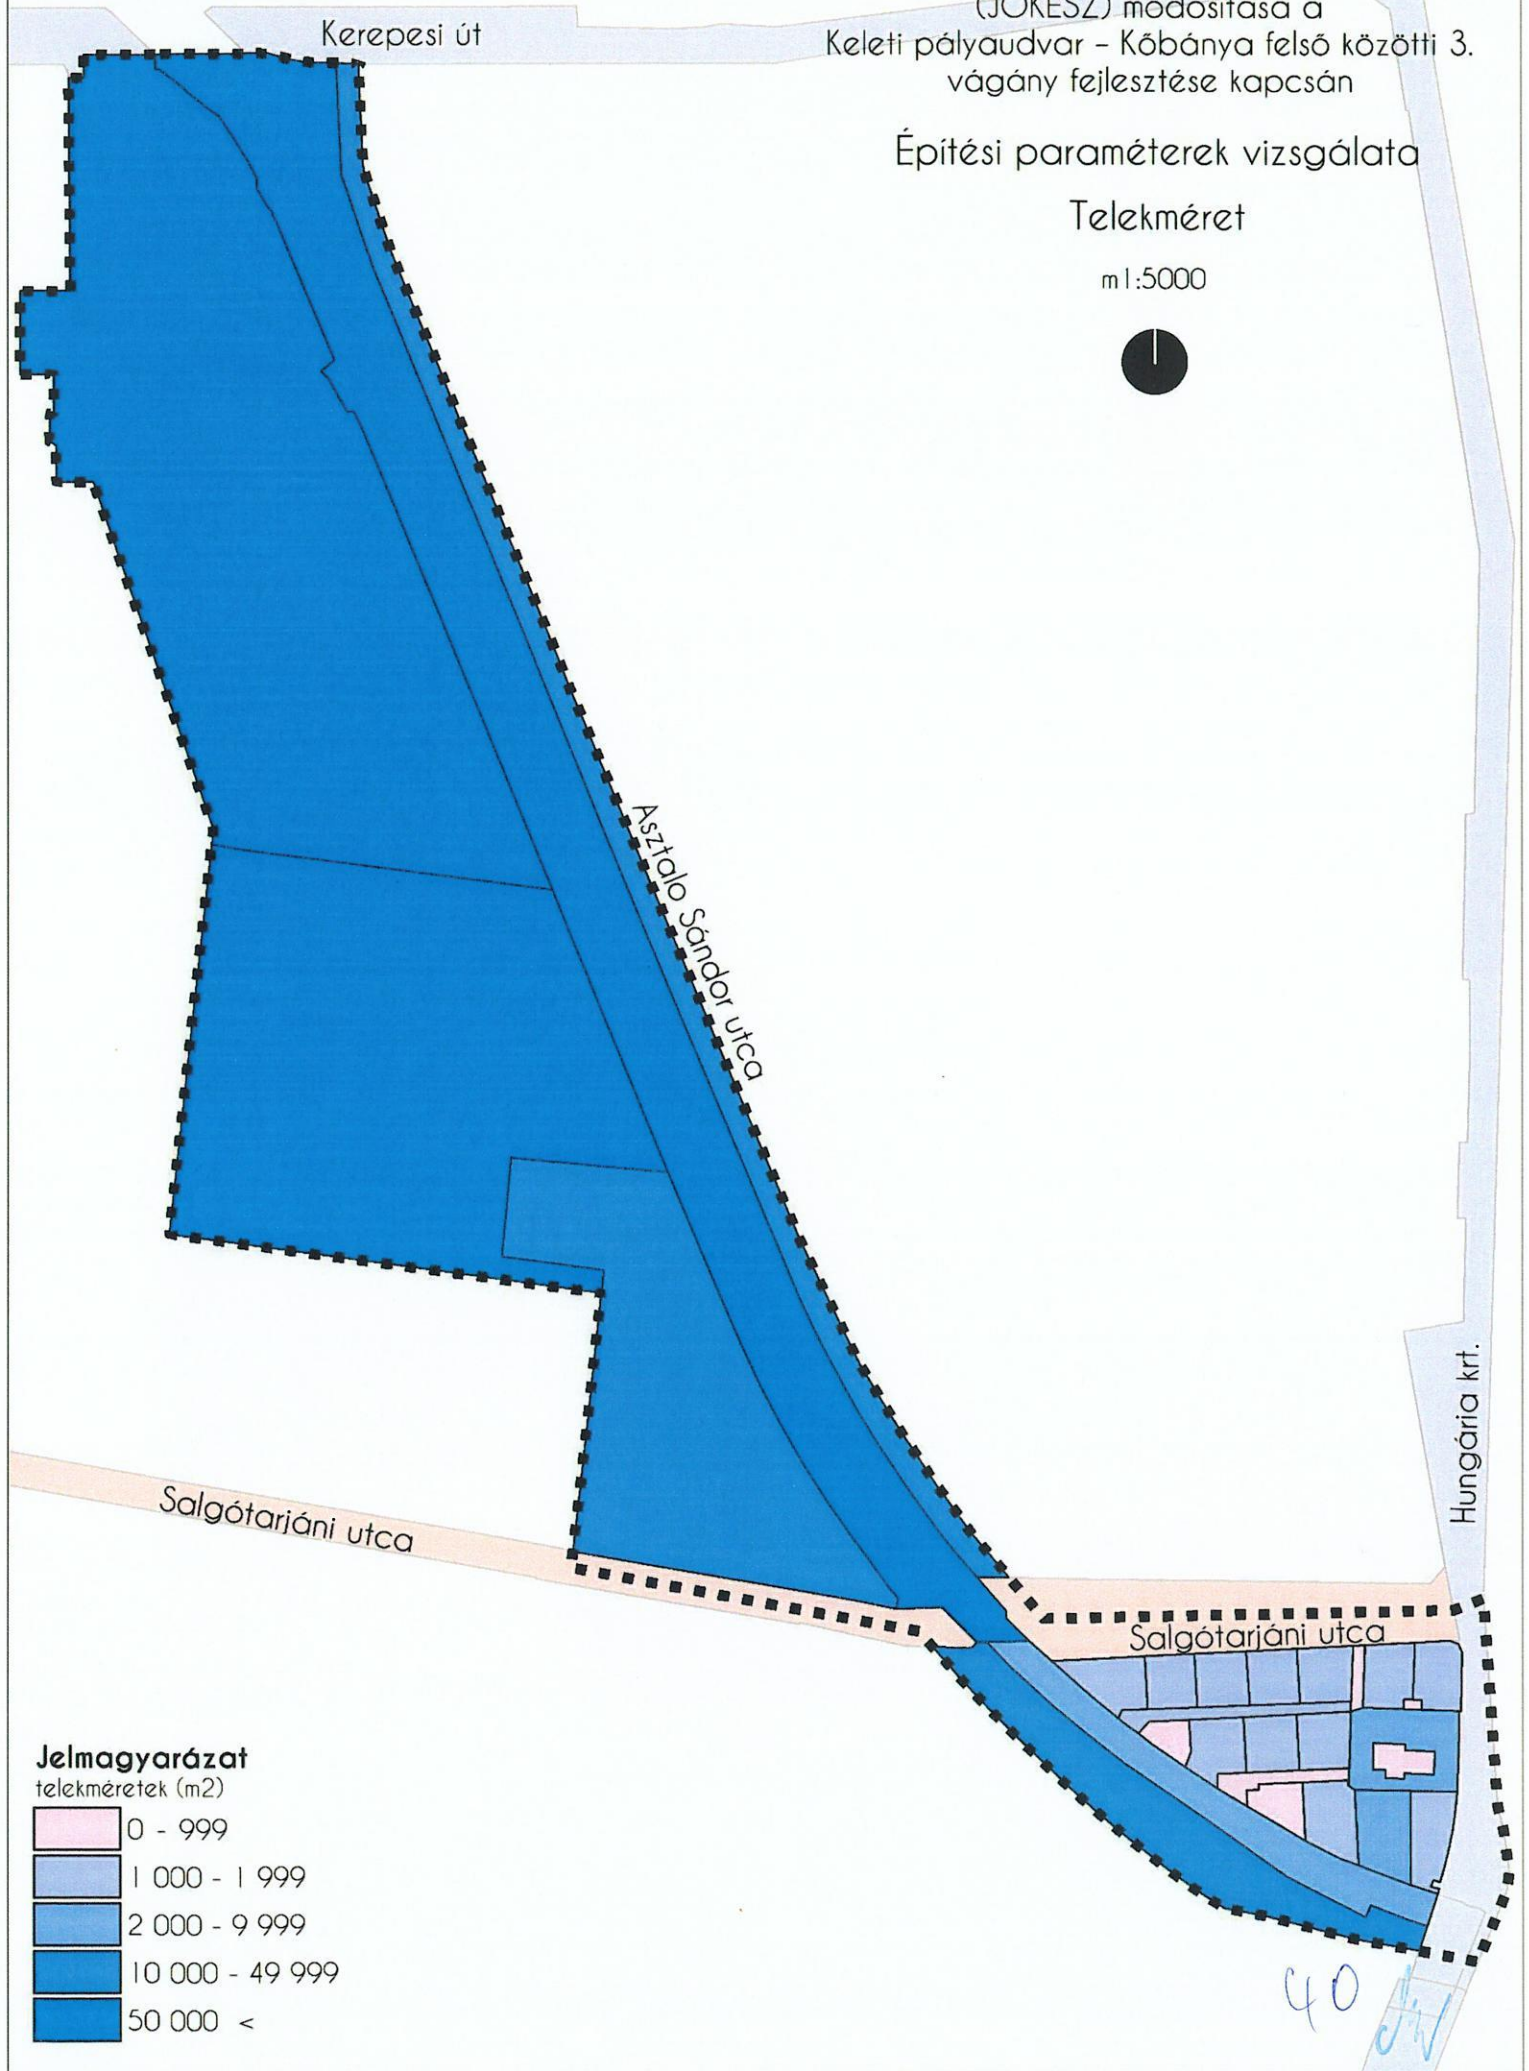 (JÓKÉSZ) módosítása a
Keleti pályaudvar – Kőbánya felső közötti 3.
vágány fejlesztése kapcsán
Építési paraméterek vizsgálata
Telekméret
m1:5000
Kerepesi út
Asztalo Sándor utca
Hungária krt.
Salgótarjáni utca
Salgótarjáni utca
Jelmagyarázat
telekméretek (m2)
0 - 999
1 000 - 1 999
2 000 - 9 999
10 000 - 49 999
50 000 <
40